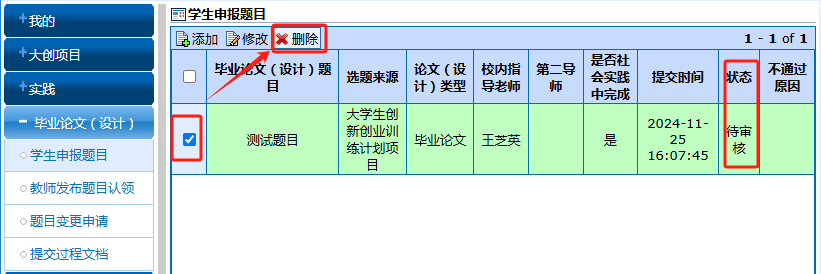 我的
大创项目
实践
毕业论文（设计）
学生申报题目
教师发布题目认领
题目变更申请
提交过程文档
学生申报题目
添加 修改 删除 1 - 1 of 1
毕业论文（设计）题
目
选题来源
论文（设
计）类型
校内指
导老师
第二导
师
是否社
会实践
中完成
提交时间
状态
不通过
原因
测试题目
大学生创
新创业训
练计划项
目
毕业论文
王芝英
是
2024-11-
25
16:07:45
待审
核